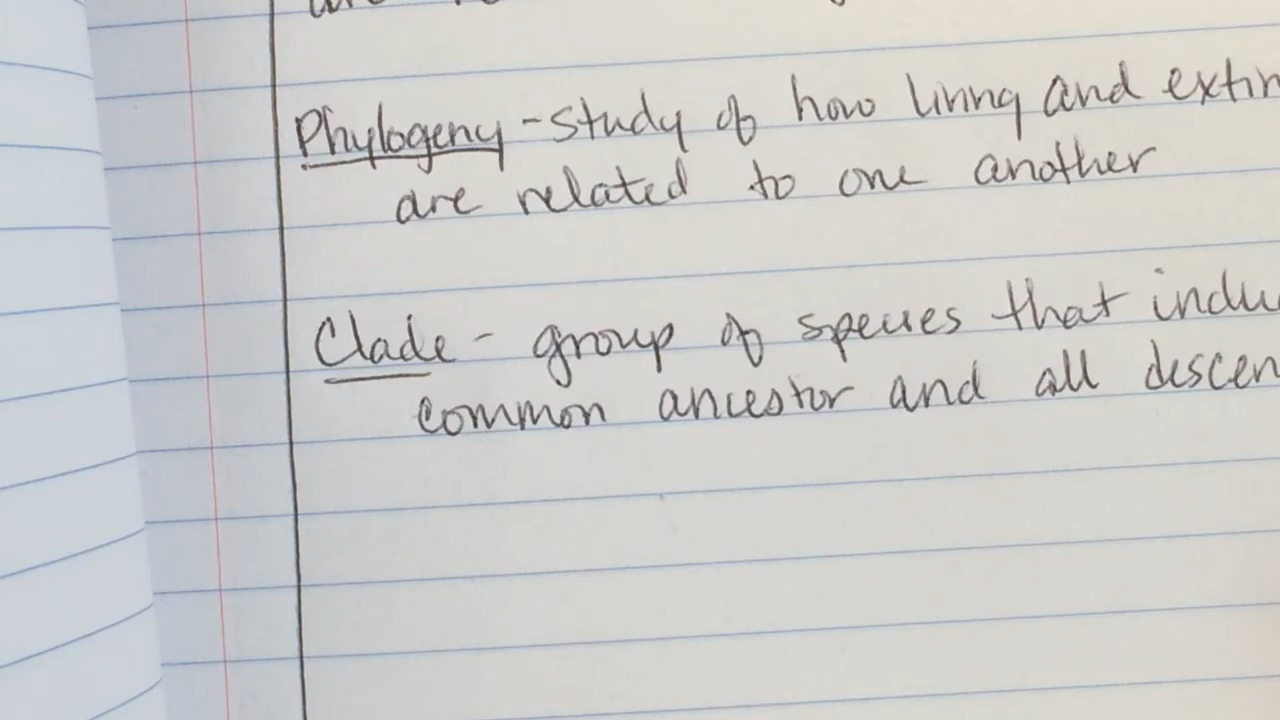 Phylogeny - study of how living and extin
are related to one another
Clade - group of species that inclu
common ancestor and all descen